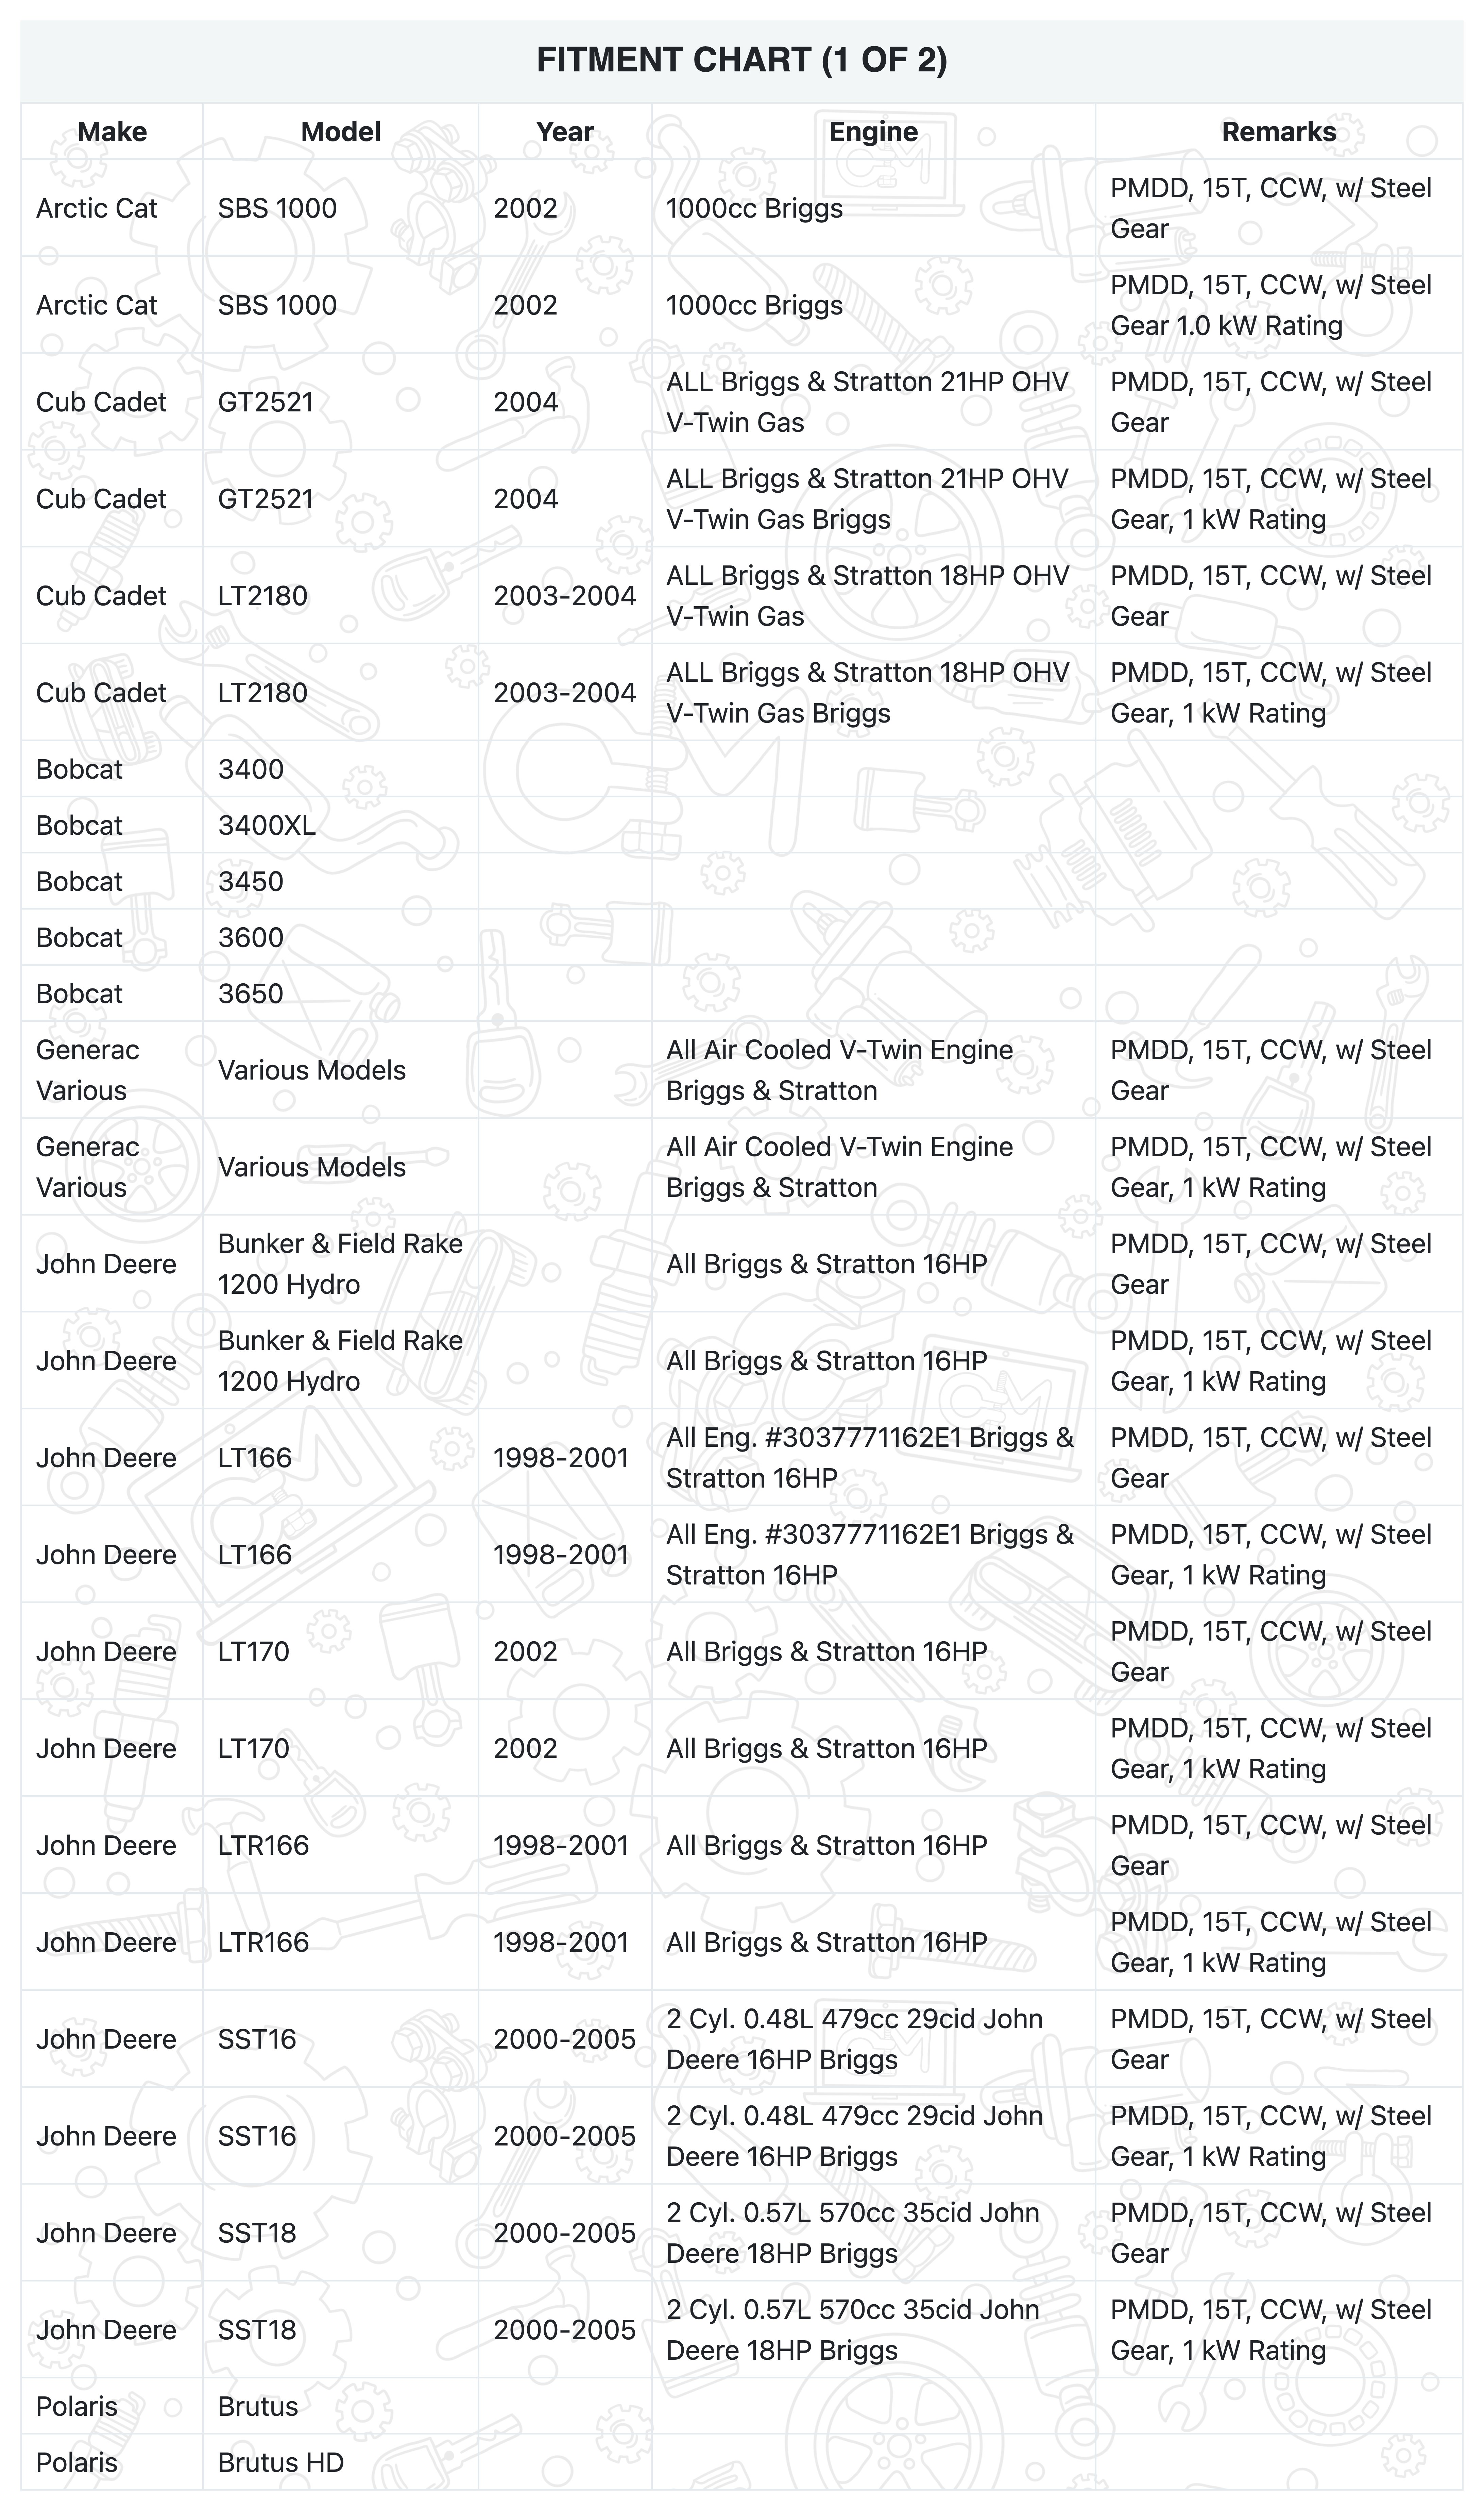 FITMENT CHART (1 OF 2)
Make Model Year Engine Remarks
Arctic Cat SBS 1000 2002 1000cc Briggs PMDD, 15T, CCW, w/ Steel
Gear
Arctic Cat SBS 1000 2002 1000cc Briggs PMDD, 15T, CCW, w/ Steel
Gear 1.0 kW Rating
Cub Cadet GT2521 2004 ALL Briggs & Stratton 21HP OHV PMDD, 15T, CCW, w/ Steel
V-Twin Gas Gear
Cub Cadet GT2521 2004 ALL Briggs & Stratton 21HP OHV PMDD, 15T, CCW, w/ Steel
V-Twin Gas Briggs Gear, 1 kW Rating
Cub Cadet LT2180 2003-2004 ALL Briggs & Stratton 18HP OHV PMDD, 15T, CCW, w/ Steel
V-Twin Gas Gear
Cub Cadet LT2180 2003-2004 ALL Briggs & Stratton 18HP OHV PMDD, 15T, CCW, w/ Steel
V-Twin Gas Briggs Gear, 1 kW Rating
Bobcat 3400
Bobcat 3400XL
Bobcat 3450
Bobcat 3600
Bobcat 3650
Generac Various Models All Air Cooled V-Twin Engine PMDD, 15T, CCW, w/ Steel
Various Briggs & Stratton Gear
Generac Various Models All Air Cooled V-Twin Engine PMDD, 15T, CCW, w/ Steel
Various Briggs & Stratton Gear, 1 kW Rating
John Deere Bunker & Field Rake All Briggs & Stratton 16HP PMDD, 15T, CCW, w/ Steel
1200 Hydro Gear
John Deere Bunker & Field Rake All Briggs & Stratton 16HP PMDD, 15T, CCW, w/ Steel
1200 Hydro Gear, 1 kW Rating
John Deere LT166 1998-2001 All Eng. #3037771162E1 Briggs & PMDD, 15T, CCW, w/ Steel
Stratton 16HP Gear
John Deere LT166 1998-2001 All Eng. #3037771162E1 Briggs & PMDD, 15T, CCW, w/ Steel
Stratton 16HP Gear, 1 kW Rating
John Deere LT170 2002 All Briggs & Stratton 16HP PMDD, 15T, CCW, w/ Steel
Gear
John Deere LT170 2002 All Briggs & Stratton 16HP PMDD, 15T, CCW, w/ Steel
Gear, 1 kW Rating
John Deere LTR166 1998-2001 All Briggs & Stratton 16HP PMDD, 15T, CCW, w/ Steel
Gear
John Deere LTR166 1998-2001 All Briggs & Stratton 16HP PMDD, 15T, CCW, w/ Steel
Gear, 1 kW Rating
John Deere SST16 2000-2005 2 Cyl. 0.48L 479cc 29cid John PMDD, 15T, CCW, w/ Steel
Deere 16HP Briggs Gear
John Deere SST16 2000-2005 2 Cyl. 0.48L 479cc 29cid John PMDD, 15T, CCW, w/ Steel
Deere 16HP Briggs Gear, 1 kW Rating
John Deere SST18 2000-2005 2 Cyl. 0.57L 570cc 35cid John PMDD, 15T, CCW, w/ Steel
Deere 18HP Briggs Gear
John Deere SST18 2000-2005 2 Cyl. 0.57L 570cc 35cid John PMDD, 15T, CCW, w/ Steel
Deere 18HP Briggs Gear, 1 kW Rating
Polaris Brutus
Polaris Brutus HD